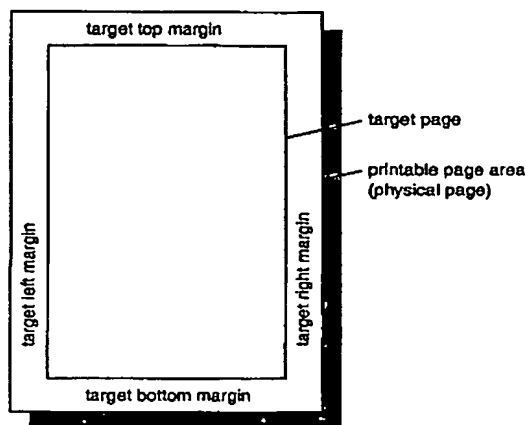 target top margin
target page
printable page area
(physical page)
target left margin
target right margin
target bottom margin